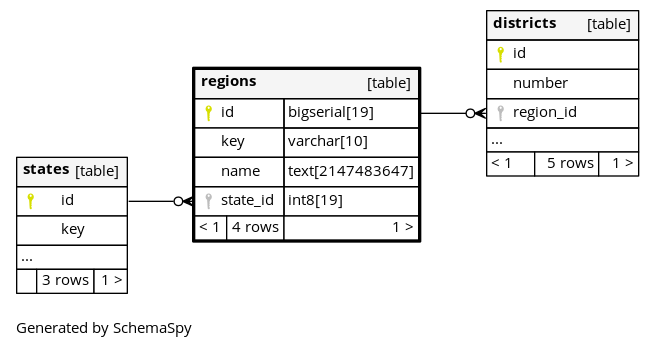 districts [table]
id
number
region_id
...
< 1 5 rows 1 >
regions [table]
id bigserial[19]
key varchar[10]
name text[2147483647]
state_id int8[19]
< 1 4 rows 1 >
states [table]
id
key
...
3 rows 1 >
Generated by SchemaSpy